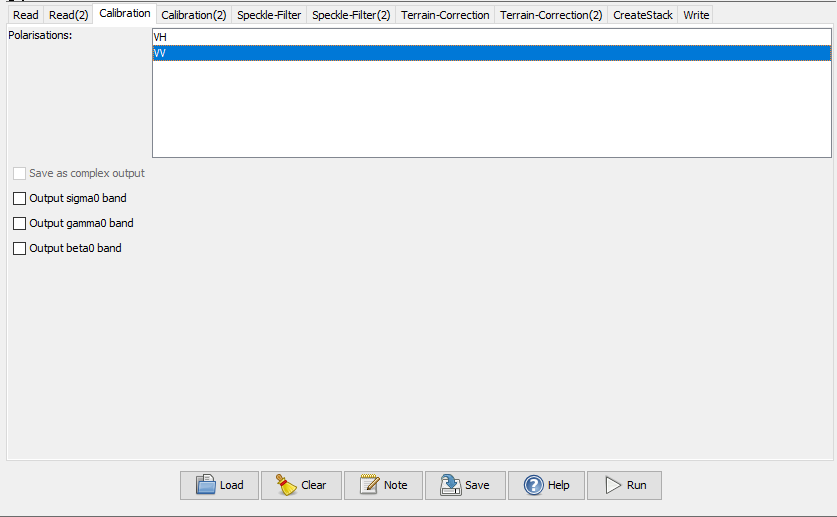 Read Read(2) Calibration Calibration(2) Speckle-Filter Speckle-Filter(2) Terrain-Correction Terrain-Correction(2) CreateStack Write
Polarisations: VH
VV
Save as complex output
Output sigma0 band
Output gamma0 band
Output beta0 band
Load Clear Note Save Help Run